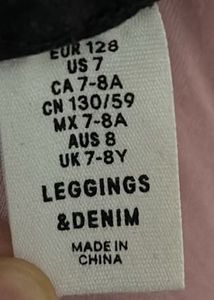 EUR 128
US 7
CA 7-8A
CN 130/59
MX 7-8A
AUS 8
UK 7-8Y
LEGGINGS
&DENIM
MADE IN
CHINA